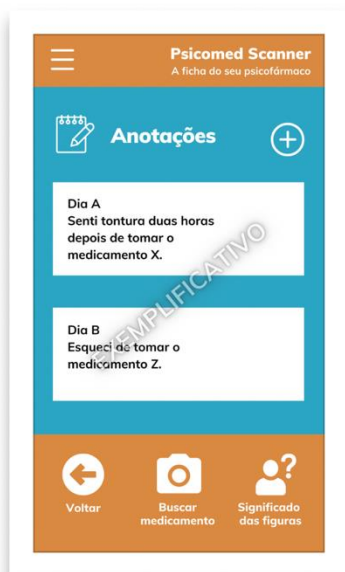 Psicomed Scanner
A ficha do seu psicofármaco
Anotações
Dia A
Senti tontura duas horas
depois de tomar o
medicamento X.
EXEMPLIFICATIVO
Dia B
Esqueci de tomar o
medicamento Z.
Voltar
Buscar
medicamento
Significado
das figuras